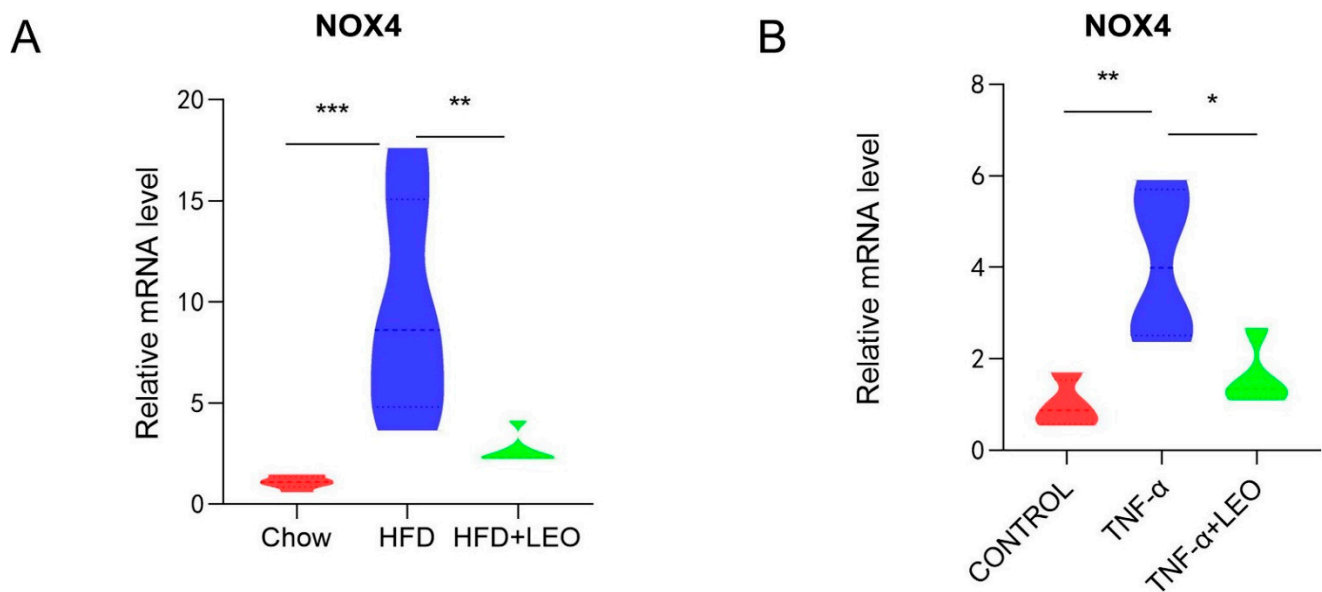 A
NOX4
Relative mRNA level
20
15
10
5
0
***
**
Chow
HFD
HFD+LEO
B
NOX4
Relative mRNA level
8
6
4
2
0
**
*
CONTROL
TNF-α
TNF-α+LEO